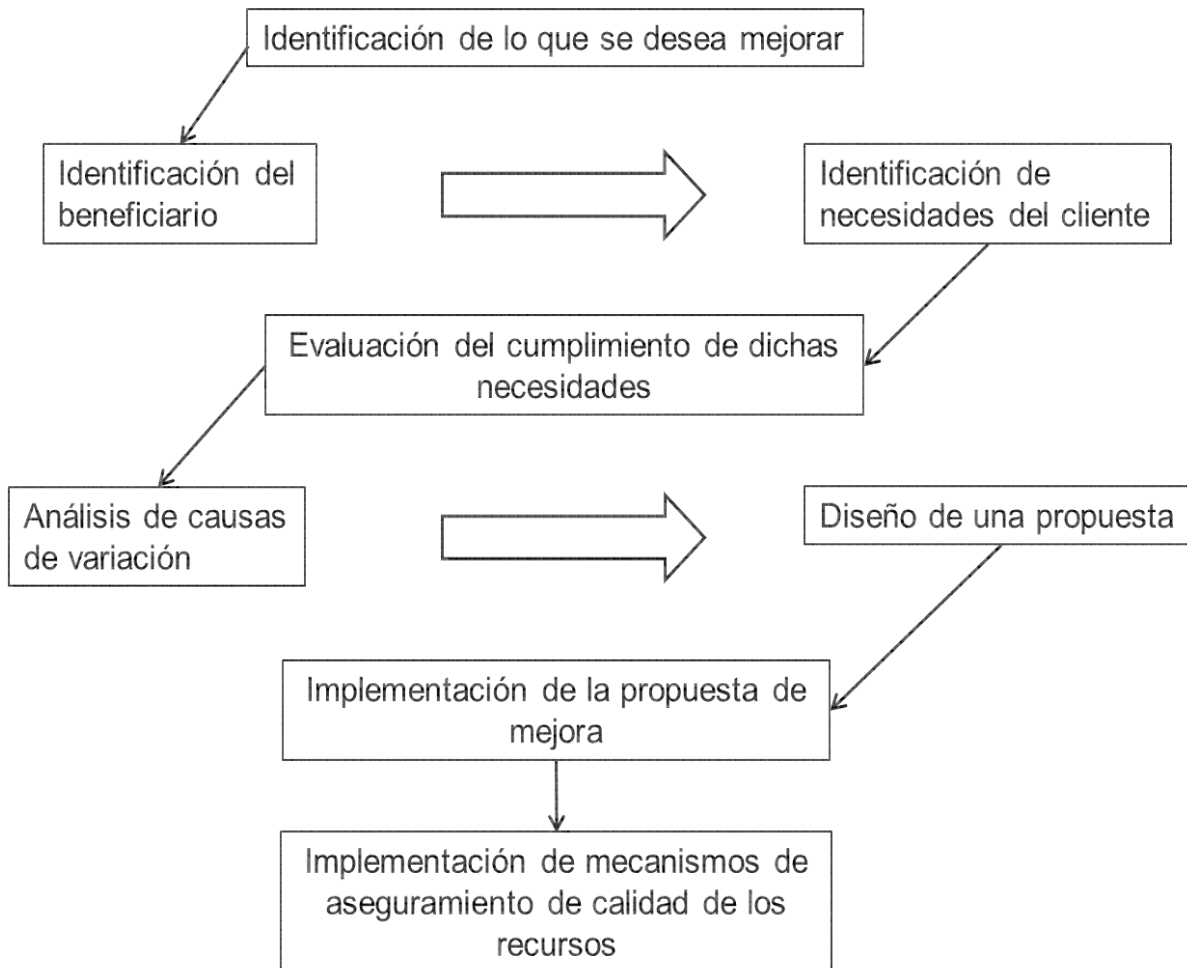 Identificación de lo que se desea mejorar
Identificación del
beneficiario
Identificación de
necesidades del cliente
Evaluación del cumplimiento de dichas
necesidades
Análisis de causas
de variación
Diseño de una propuesta
Implementación de la propuesta de
mejora
Implementación de mecanismos de
aseguramiento de calidad de los
recursos